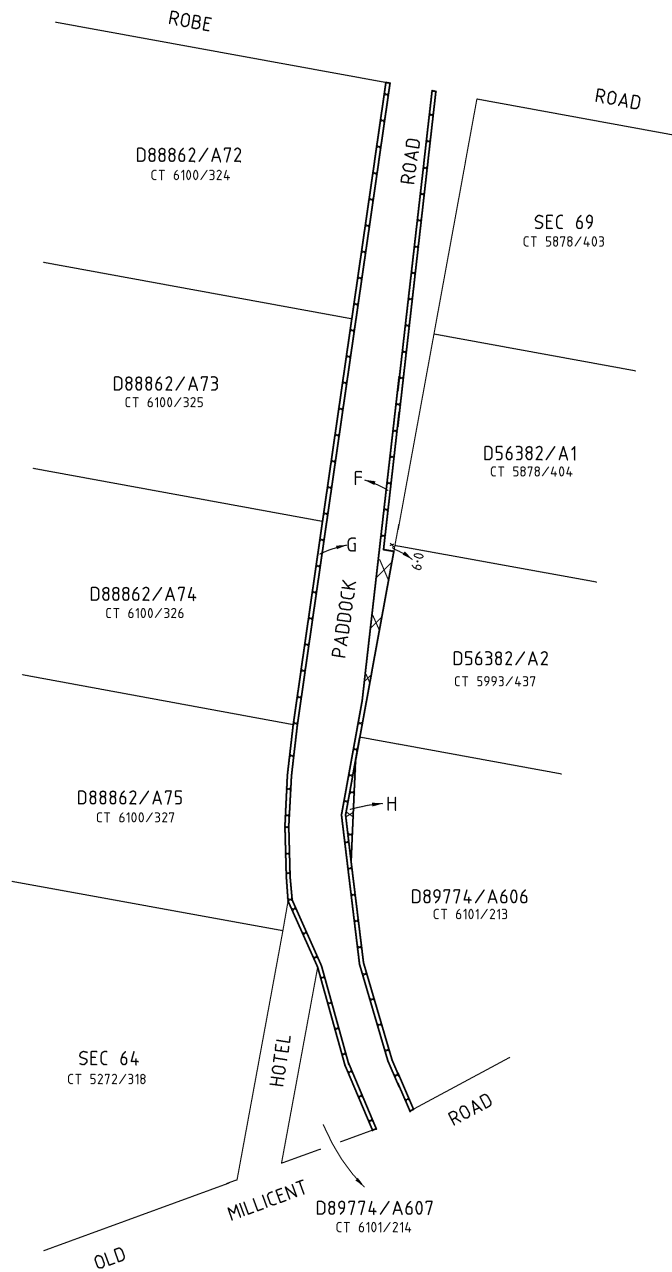 ROBE
ROAD
D88862/A72
CT 6100/324
ROAD
SEC 69
CT 5878/403
D88862/A73
CT 6100/325
D56382/A1
CT 5878/404
F
G
6·0
D88862/A74
CT 6100/326
PADDOCK
D56382/A2
CT 5993/437
D88862/A75
CT 6100/327
H
D89774/A606
CT 6101/213
SEC 64
CT 5272/318
HOTEL
ROAD
MILLICENT
D89774/A607
CT 6101/214
OLD